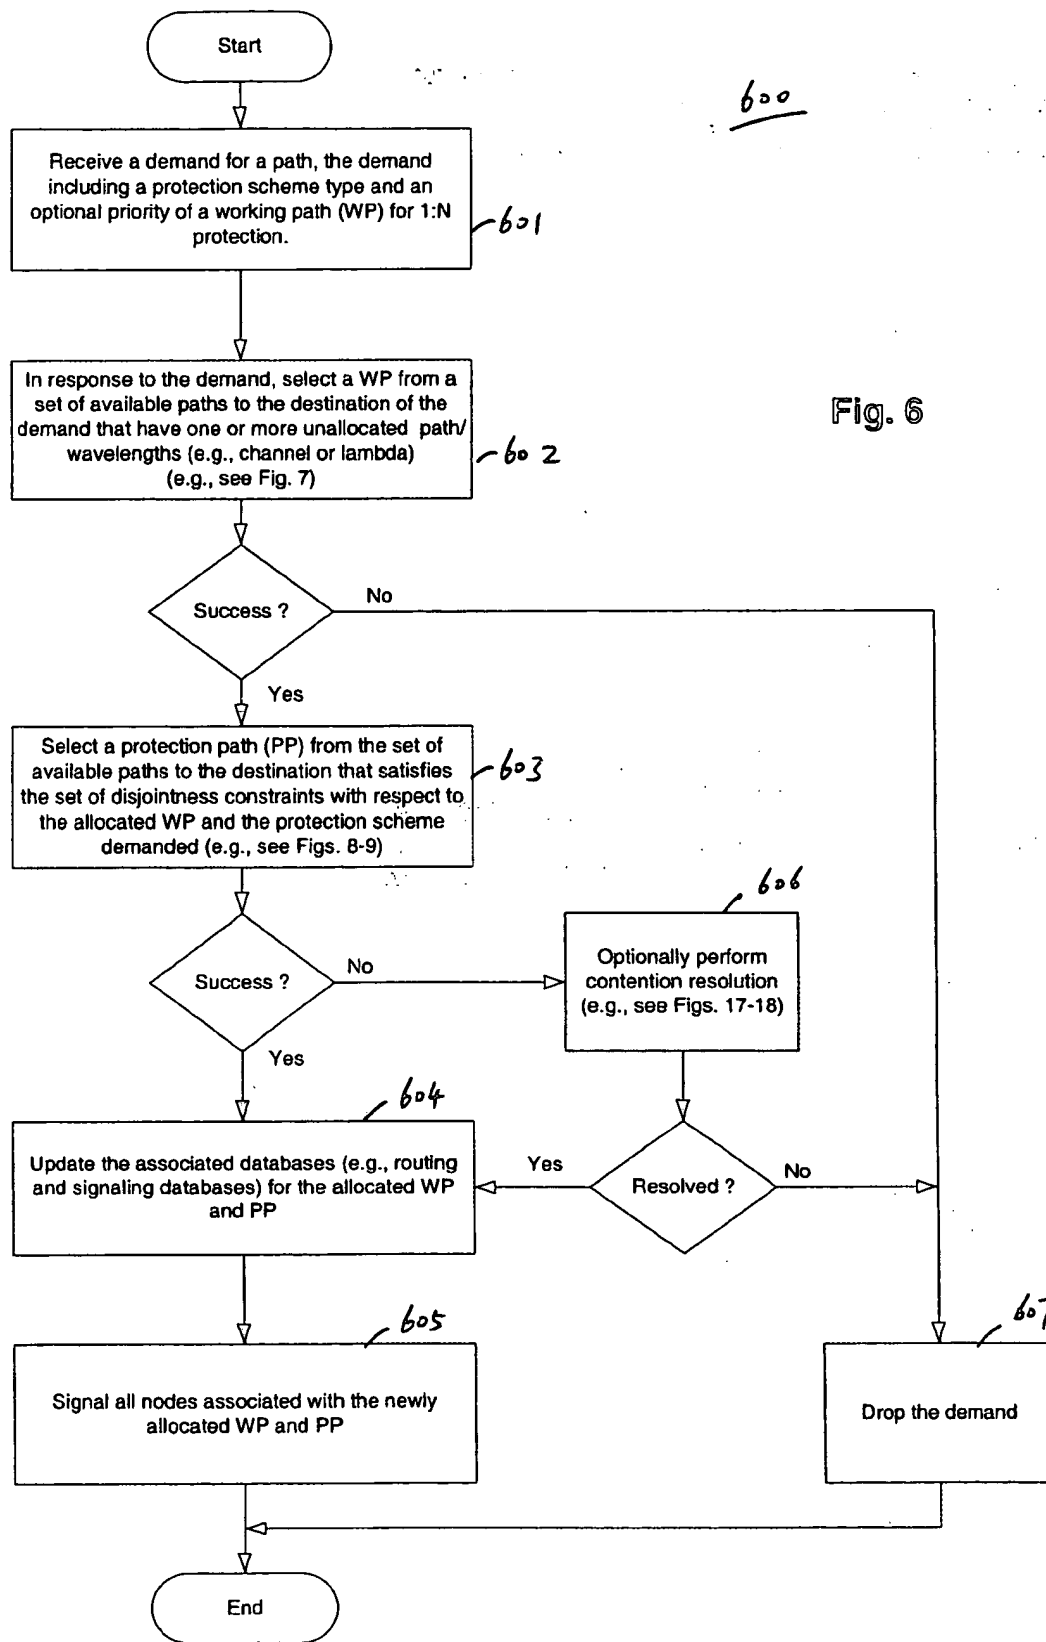 Start
600
Receive a demand for a path, the demand
including a protection scheme type and an
optional priority of a working path (WP) for 1:N
protection.
601
In response to the demand, select a WP from a
set of available paths to the destination of the
demand that have one or more unallocated path/
wavelengths (e.g., channel or lambda)
(e.g., see Fig. 7)
602
Fig. 6
Success ?
No
Yes
Select a protection path (PP) from the set of
available paths to the destination that satisfies
the set of disjointness constraints with respect to
the allocated WP and the protection scheme
demanded (e.g., see Figs. 8-9)
603
606
Success ?
No
Optionally perform
contention resolution
(e.g., see Figs. 17-18)
Yes
604
Update the associated databases (e.g., routing
and signaling databases) for the allocated WP
and PP
Yes
Resolved ?
No
605
607
Signal all nodes associated with the newly
allocated WP and PP
Drop the demand
End